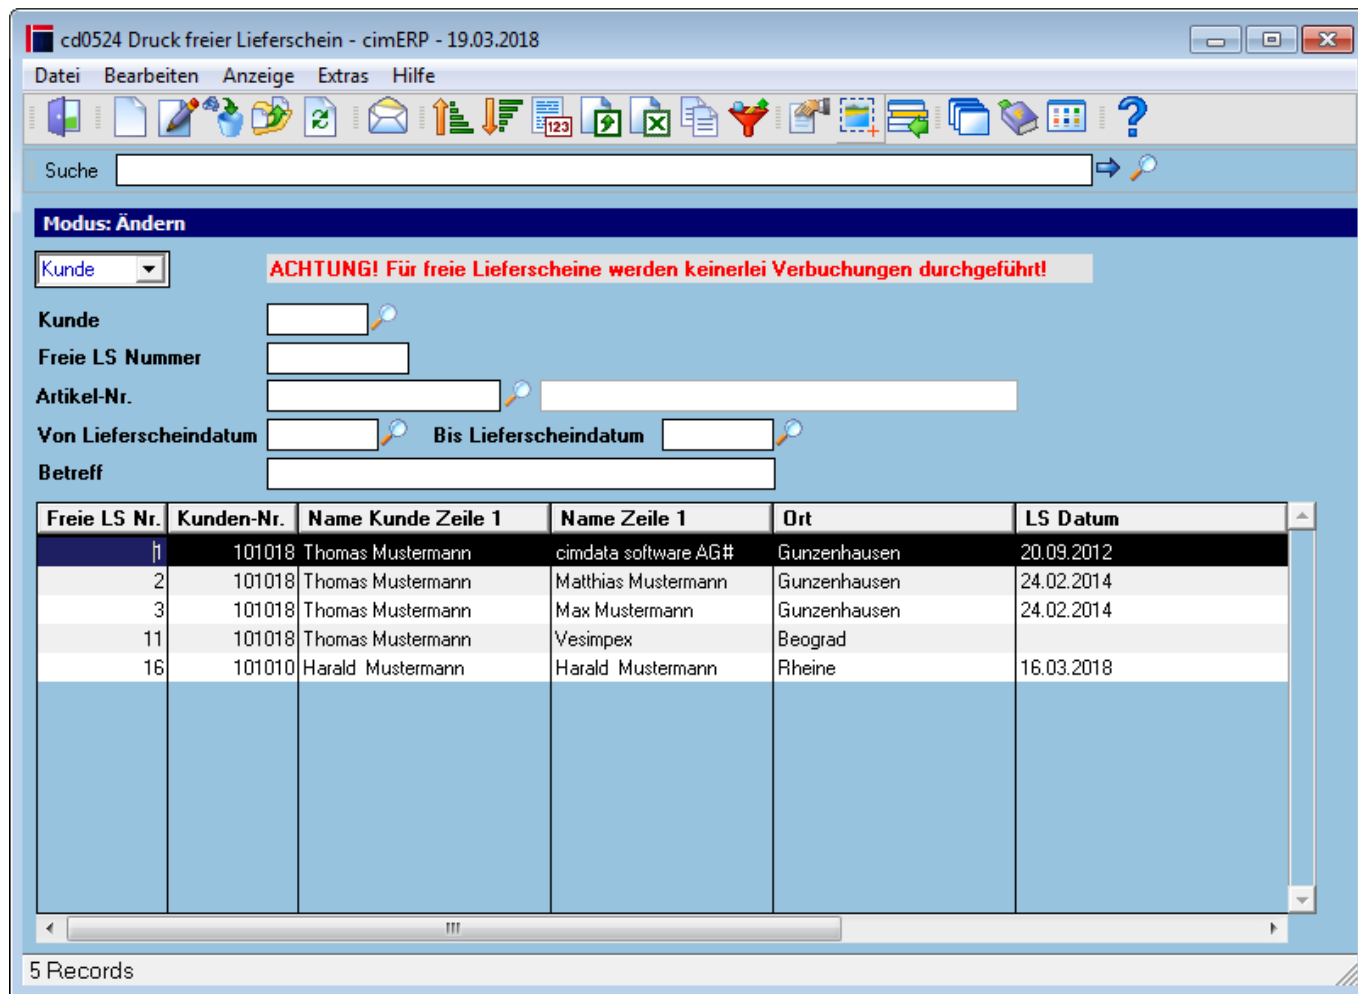 cd0524 Druck freier Lieferschein - cimERP - 19.03.2018
Datei Bearbeiten Anzeige Extras Hilfe
123
Suche
Modus: Ändern
Kunde ACHTUNG! Für freie Lieferscheine werden keinerlei Verbuchungen durchgeführt!
Kunde
Freie LS Nummer
Artikel-Nr.
Von Lieferscheindatum Bis Lieferscheindatum
Betreff
Freie LS Nr. Kunden-Nr. Name Kunde Zeile 1 Name Zeile 1 Ort LS Datum
1 101018 Thomas Mustermann cimdata software AG# Gunzenhausen 20.09.2012
2 101018 Thomas Mustermann Matthias Mustermann Gunzenhausen 24.02.2014
3 101018 Thomas Mustermann Max Mustermann Gunzenhausen 24.02.2014
11 101018 Thomas Mustermann Vesimpex Beograd
16 101010 Harald Mustermann Harald Mustermann Rheine 16.03.2018
5 Records